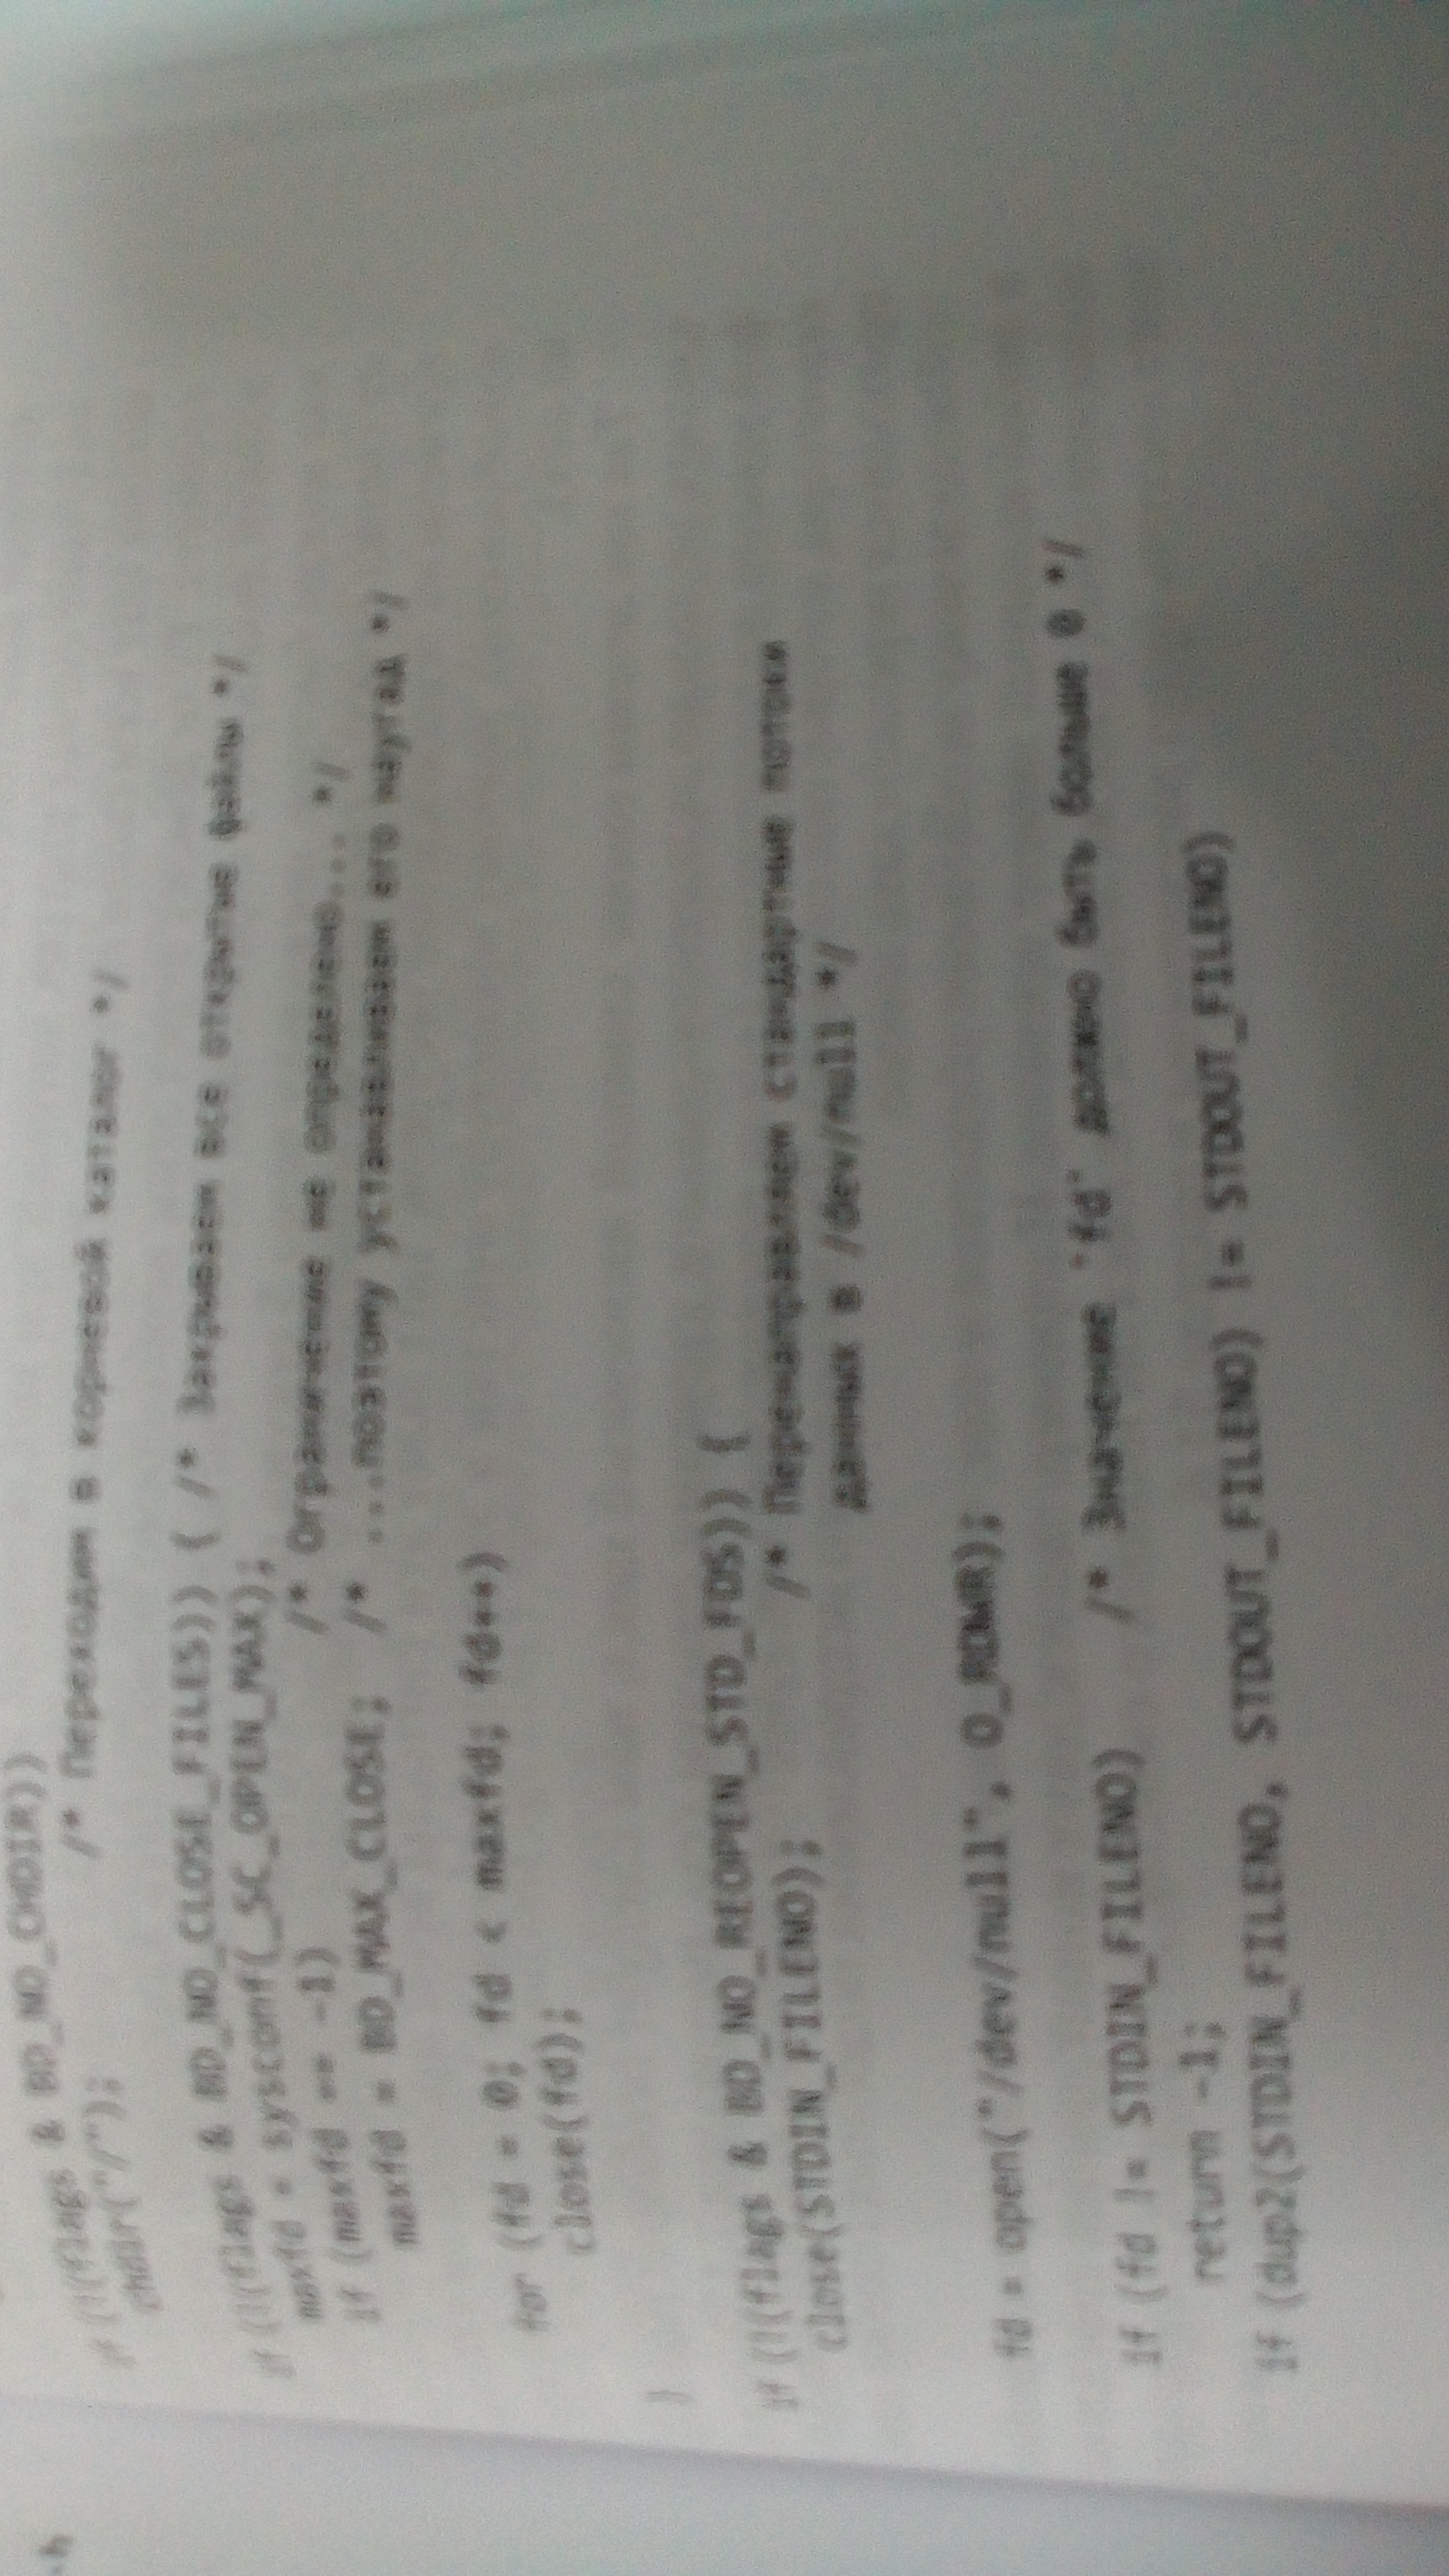 if (!(flags & BD_NO_CHDIR))
chdir("/"); /* Переходим в корневой каталог */
if (!(flags & BD_NO_CLOSE_FILES)) { /* Закрываем все открытые файлы */
maxfd = sysconf(_SC_OPEN_MAX);
if (maxfd == -1) /* Ограничение не определено... */
maxfd = BD_MAX_CLOSE; /* ...поэтому устанавливаем его наугад */
for (fd = 0; fd < maxfd; fd++)
close(fd);
}
if (!(flags & BD_NO_REOPEN_STD_FDS)) {
close(STDIN_FILENO); /* Перенаправляем стандартные потоки
данных в /dev/null */
fd = open("/dev/null", O_RDWR);
if (fd != STDIN_FILENO) /* Значение 'fd' должно быть больше 0 */
return -1;
if (dup2(STDIN_FILENO, STDOUT_FILENO) != STDOUT_FILENO)